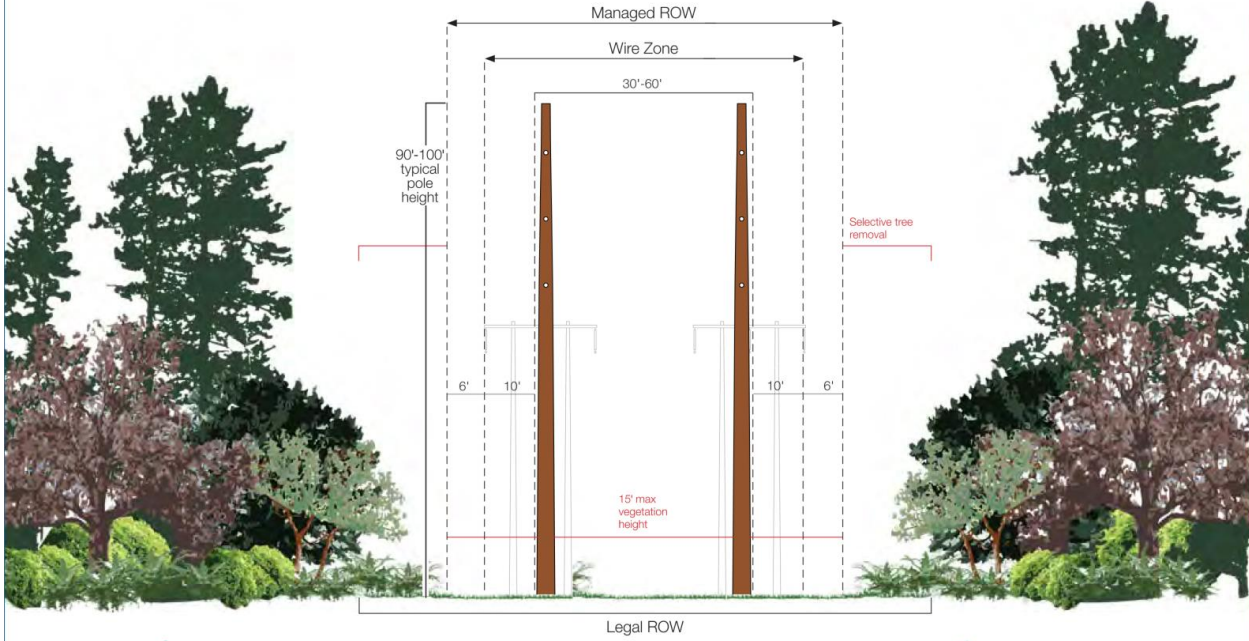 Managed ROW
Wire Zone
30'-60'
90'-100'
typical
pole
height
Selective tree
removal
6'
10'
10'
6'
15' max
vegetation
height
Legal ROW